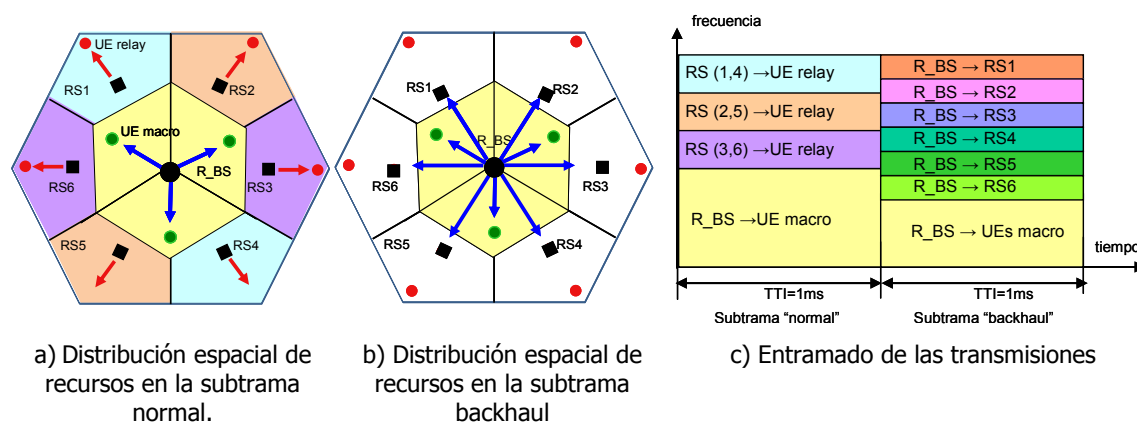 UE relay
RS1
RS2
UE macro
R_BS
RS6
RS3
RS5
RS4
a) Distribución espacial de
recursos en la subtrama
normal.
RS1
RS2
R_BS
RS6
RS3
RS5
RS4
b) Distribución espacial de
recursos en la subtrama
backhaul
frecuencia
RS (1,4) →UE relay
RS (2,5) →UE relay
RS (3,6) →UE relay
R_BS →UE macro
R_BS → RS1
R_BS → RS2
R_BS → RS3
R_BS → RS4
R_BS → RS5
R_BS → RS6
R_BS → UEs macro
tiempo
TTI=1ms
TTI=1ms
Subtrama “normal”
Subtrama “backhaul”
c) Entramado de las transmisiones